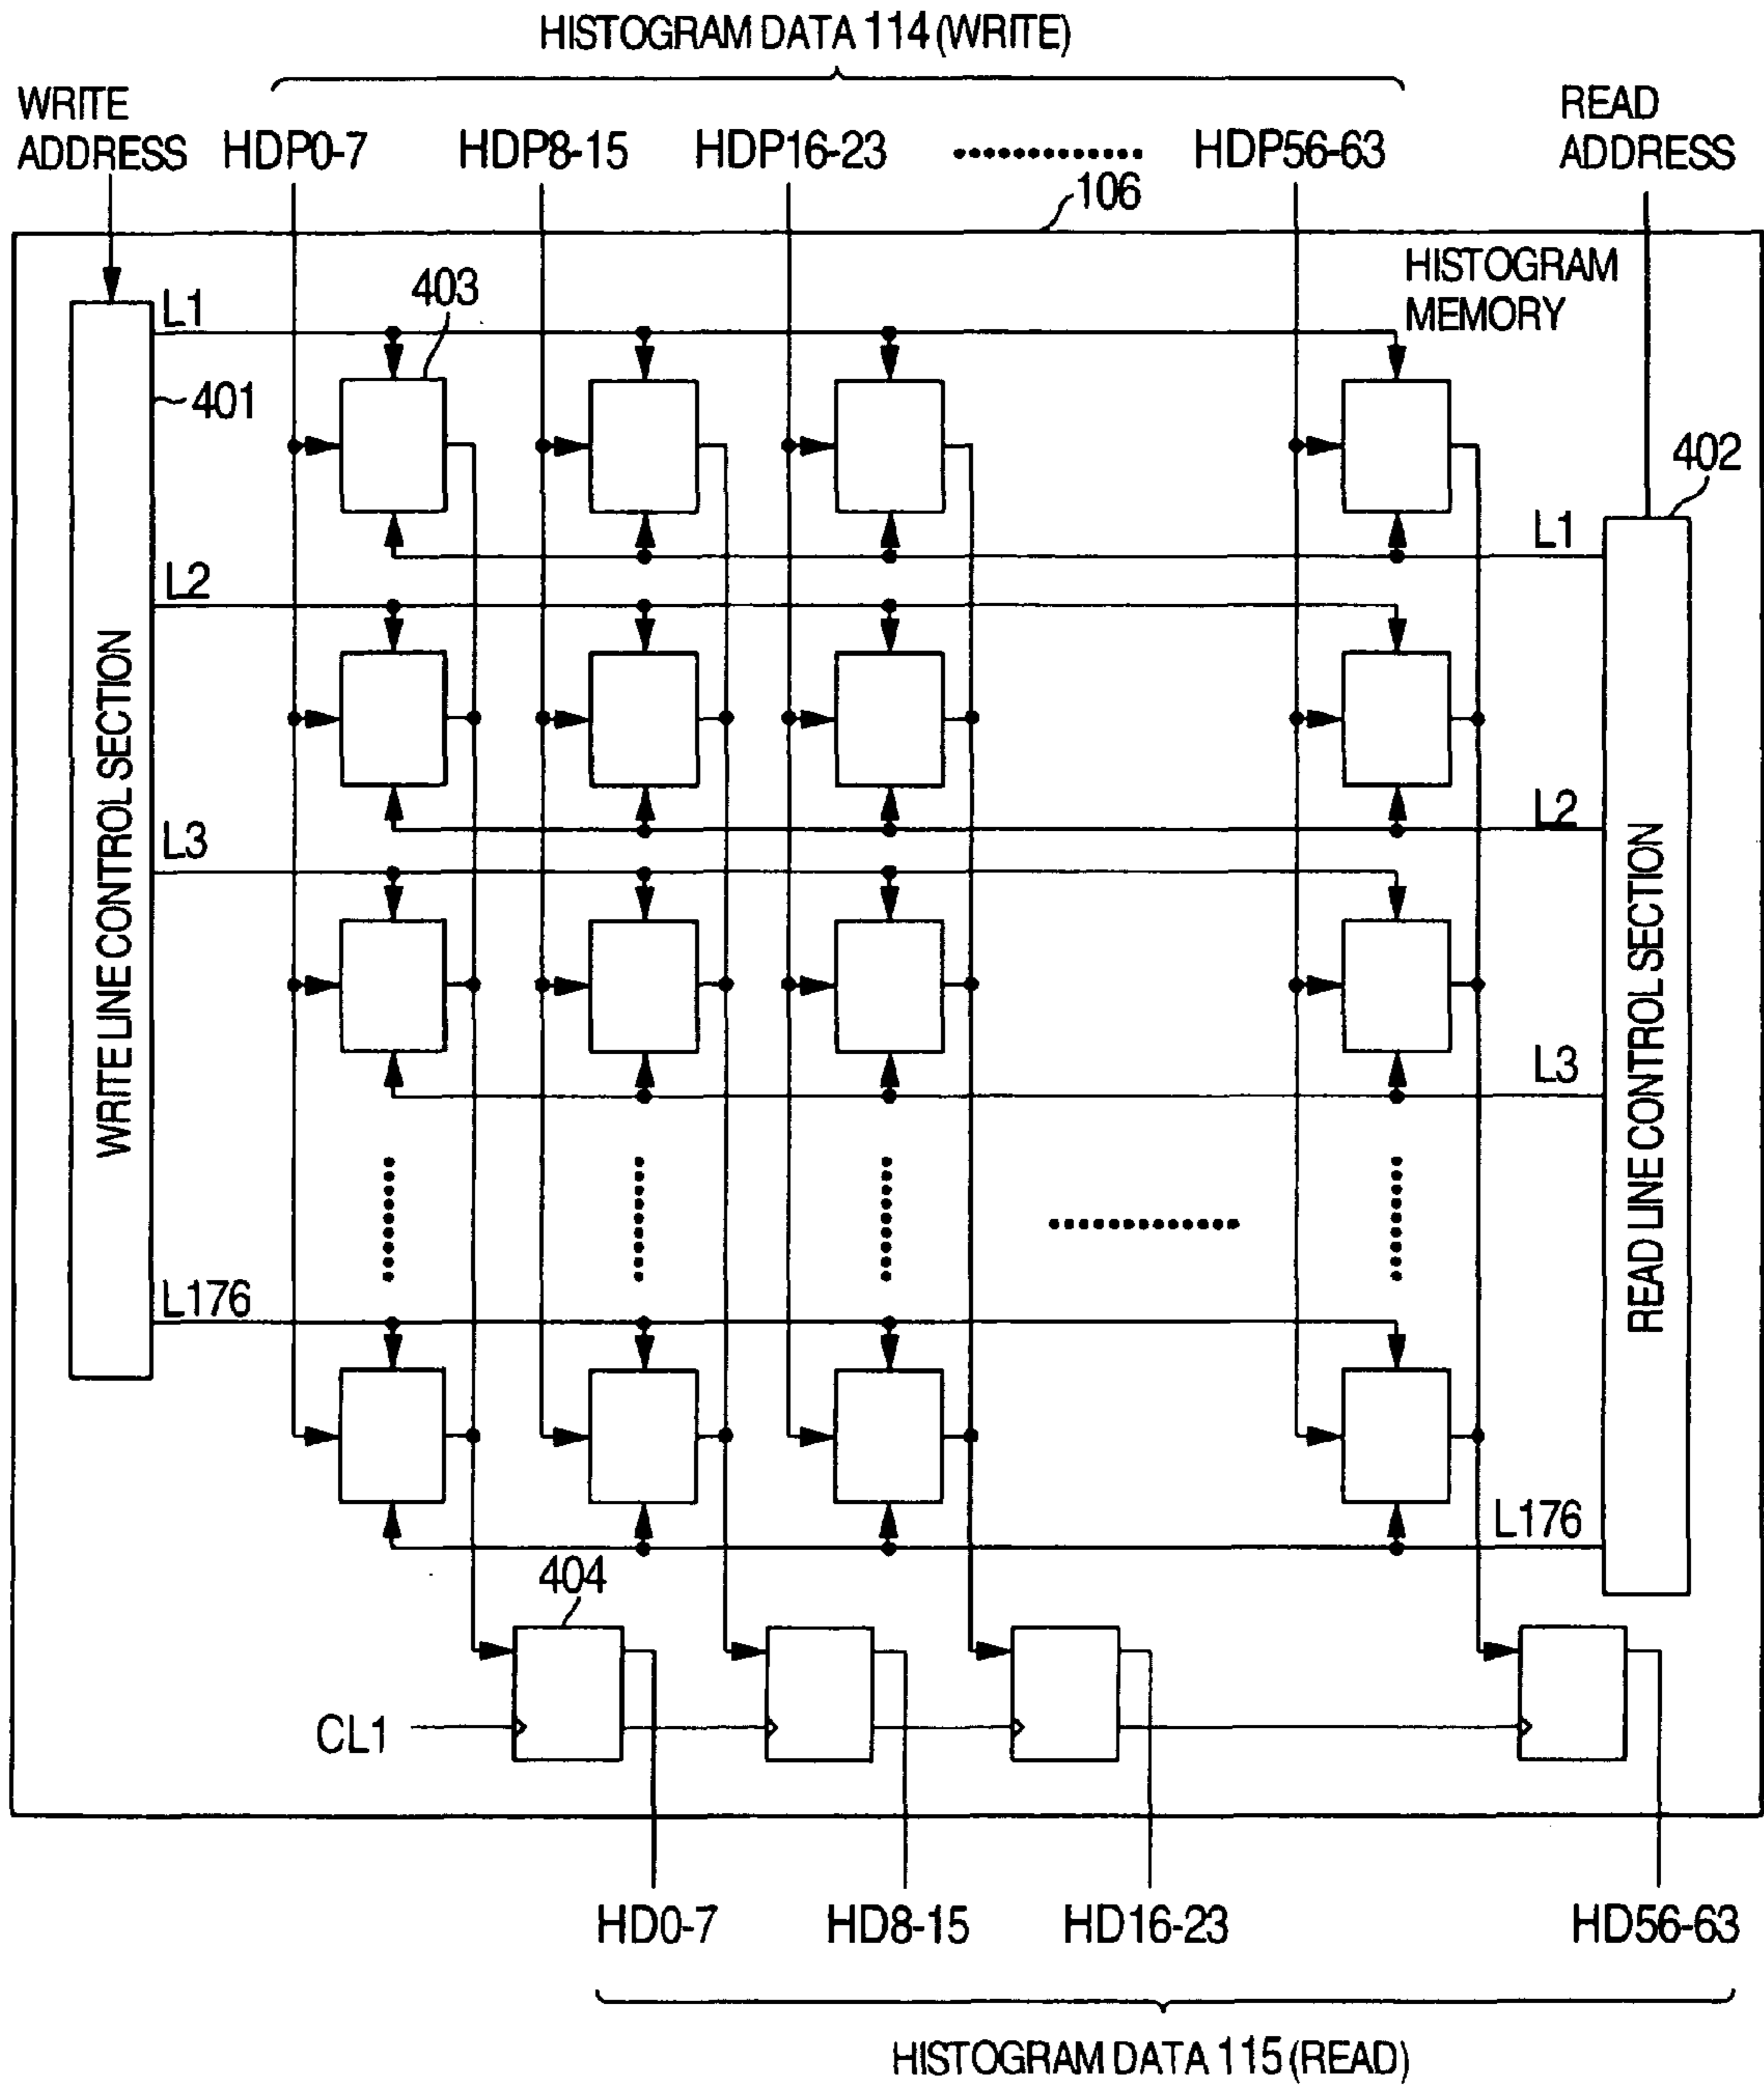 HISTOGRAM DATA 114 (WRITE)
WRITE
ADDRESS
HDP0-7
HDP8-15
HDP16-23
HDP56-63
READ
ADDRESS
106
HISTOGRAM
MEMORY
L1
403
401
402
L1
L2
L2
L3
L3
WRITE LINE CONTROL SECTION
READ LINE CONTROL SECTION
L176
L176
404
CL1
HD0-7
HD8-15
HD16-23
HD56-63
HISTOGRAM DATA 115 (READ)